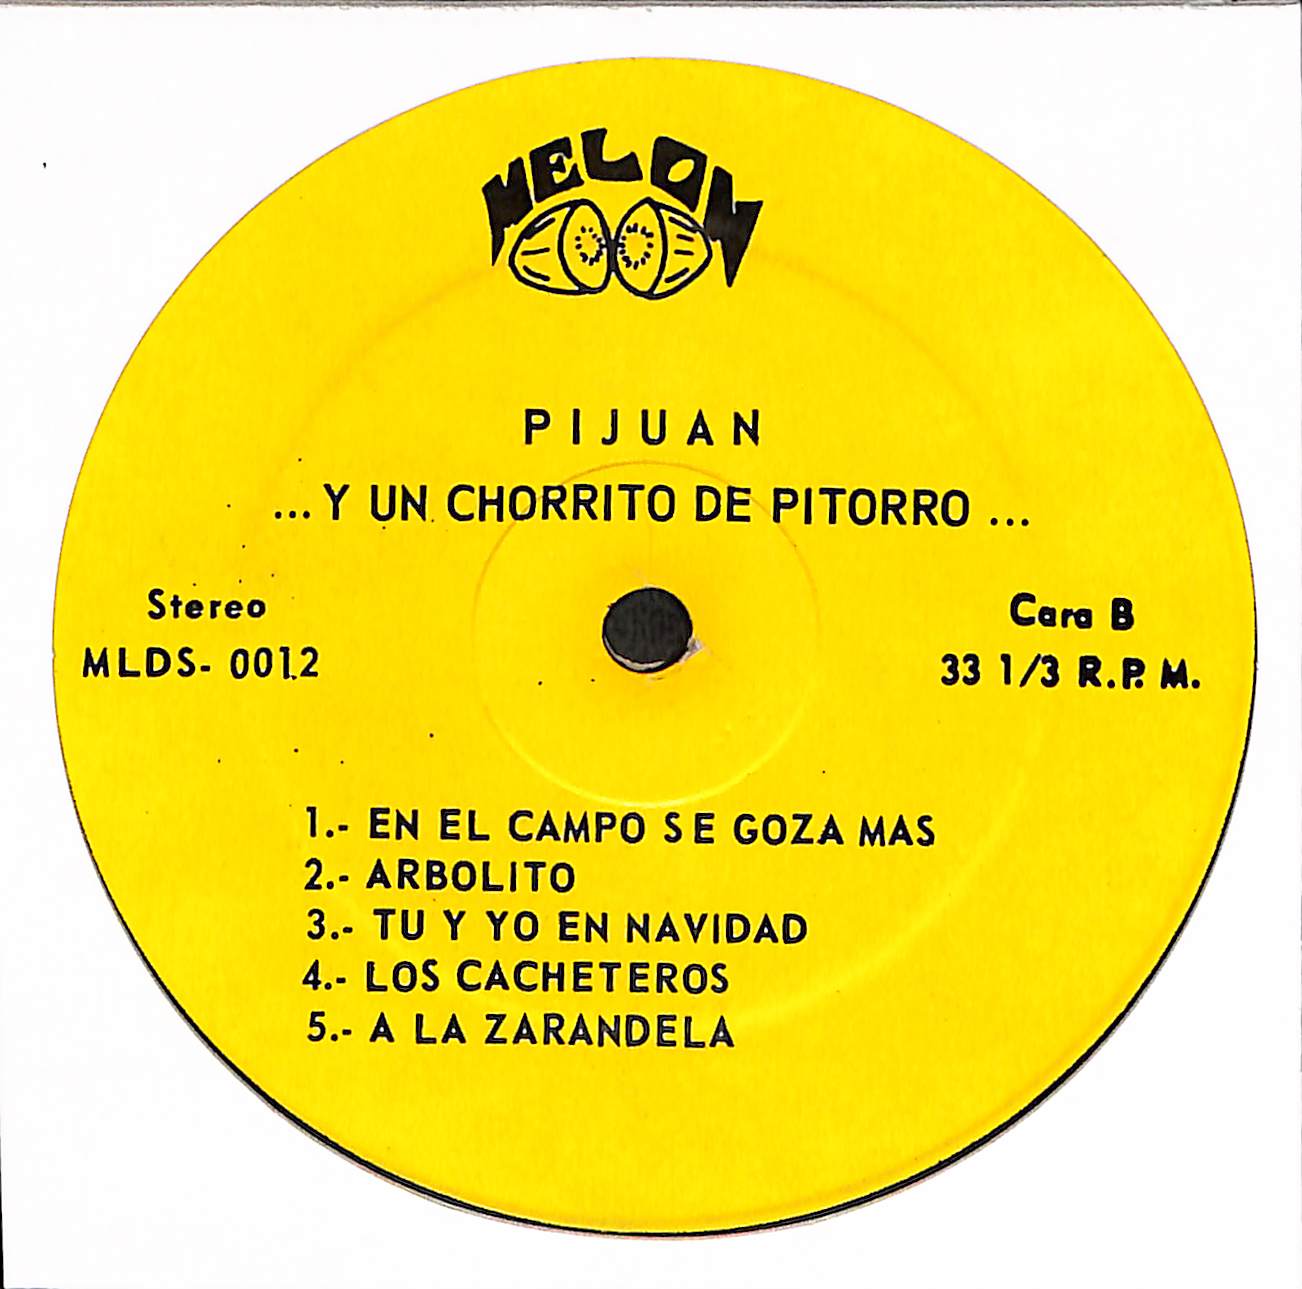 MELON
PIJUAN
...Y UN CHORRITO DE PITORRO ...
Stereo
Cara B
MLDS- 0012
33 1/3 R.P.M.
1.- EN EL CAMPO SE GOZA MAS
2.- ARBOLITO
3.- TU Y YO EN NAVIDAD
4.- LOS CACHETEROS
5.- A LA ZARANDELA